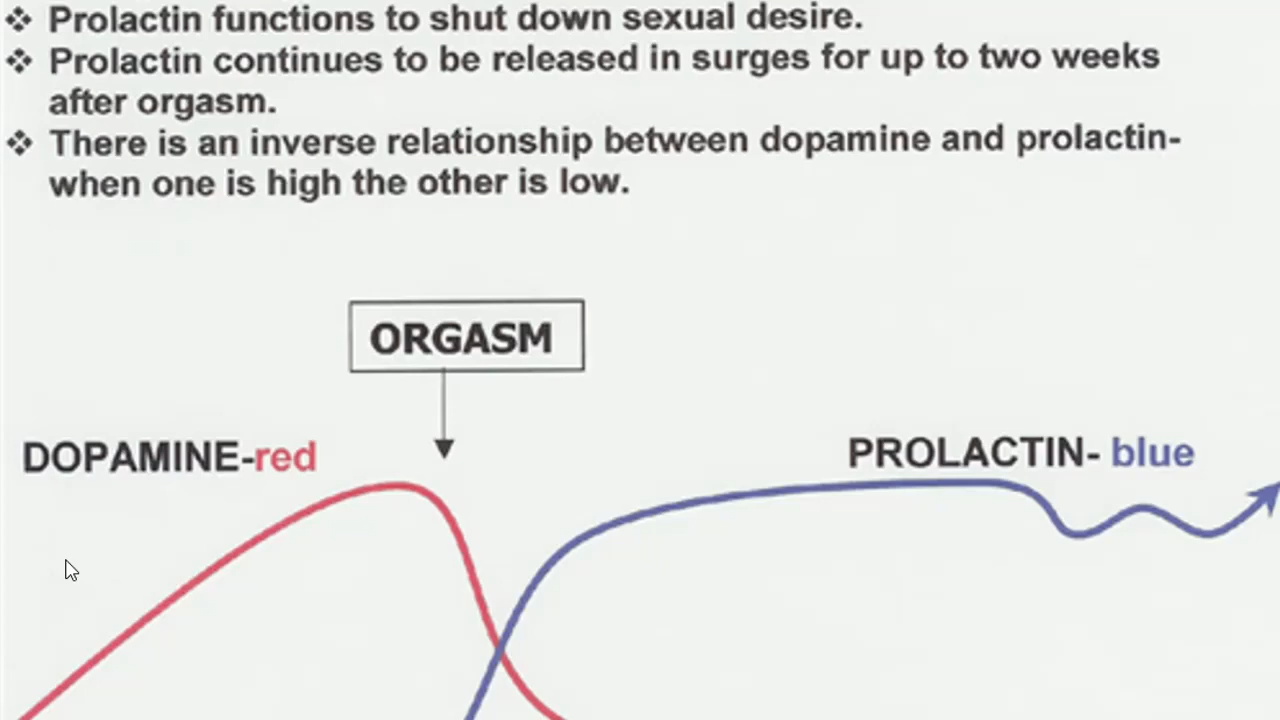 ❖ Prolactin functions to shut down sexual desire.
❖ Prolactin continues to be released in surges for up to two weeks
after orgasm.
❖ There is an inverse relationship between dopamine and prolactin-
when one is high the other is low.
ORGASM
DOPAMINE-red
PROLACTIN- blue